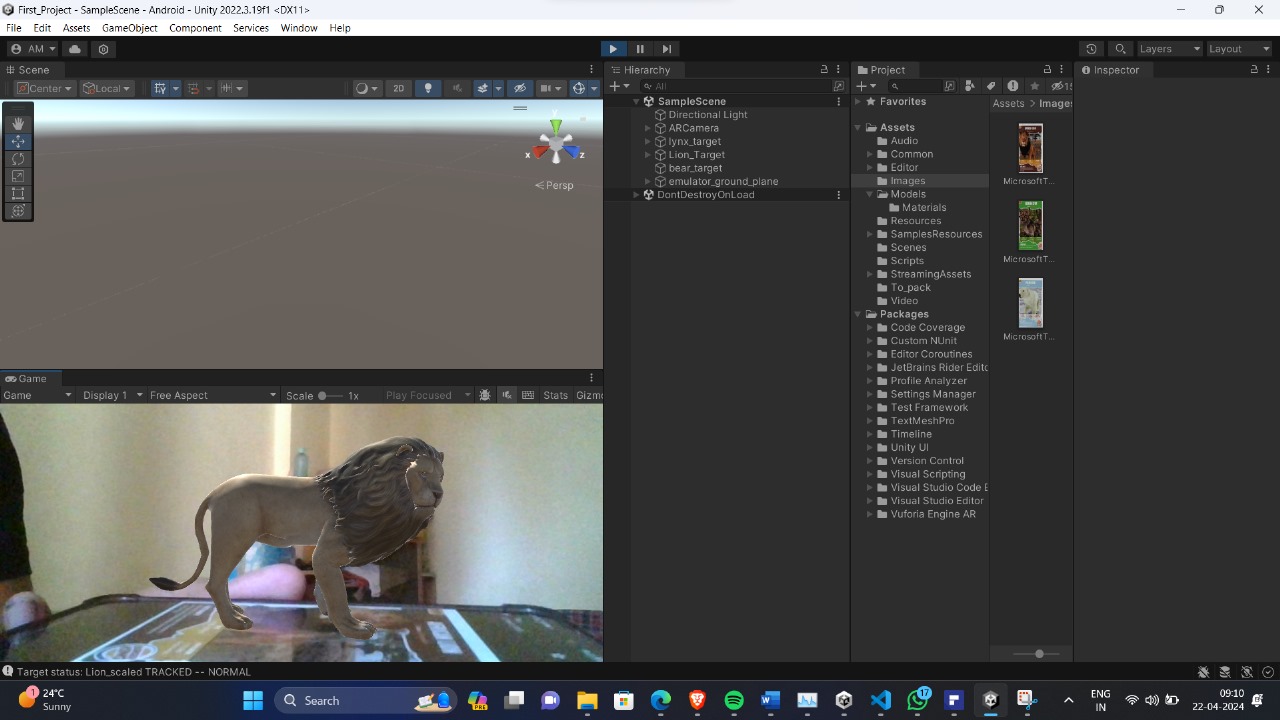 First_Project - SampleScene - Android - Unity 2022.3.19f1 <DX11>
File Edit Assets GameObject Component Services Window Help
AM Layers Layout
Scene
Center Local 2D
Persp
Hierarchy
All
SampleScene
Directional Light
ARCamera
lynx_target
Lion_Target
bear_target
emulator_ground_plane
DontDestroyOnLoad
Project
15
Favorites
Assets
Audio
Common
Editor
Images
Models
Materials
Resources
SamplesResources
Scenes
Scripts
StreamingAssets
To_pack
Video
Packages
Code Coverage
Custom NUnit
Editor Coroutines
JetBrains Rider Edito
Profile Analyzer
Settings Manager
Test Framework
TextMeshPro
Timeline
Unity UI
Version Control
Visual Scripting
Visual Studio Code E
Visual Studio Editor
Vuforia Engine AR
Assets > Images
MicrosoftT...
MicrosoftT...
MicrosoftT...
Inspector
Game
Game Display 1 Free Aspect Scale 1x Play Focused Stats Gizmo
Target status: Lion_scaled TRACKED -- NORMAL
1
24°C
Sunny
Search
PRE
17
ENG
IN
09:10
22-04-2024